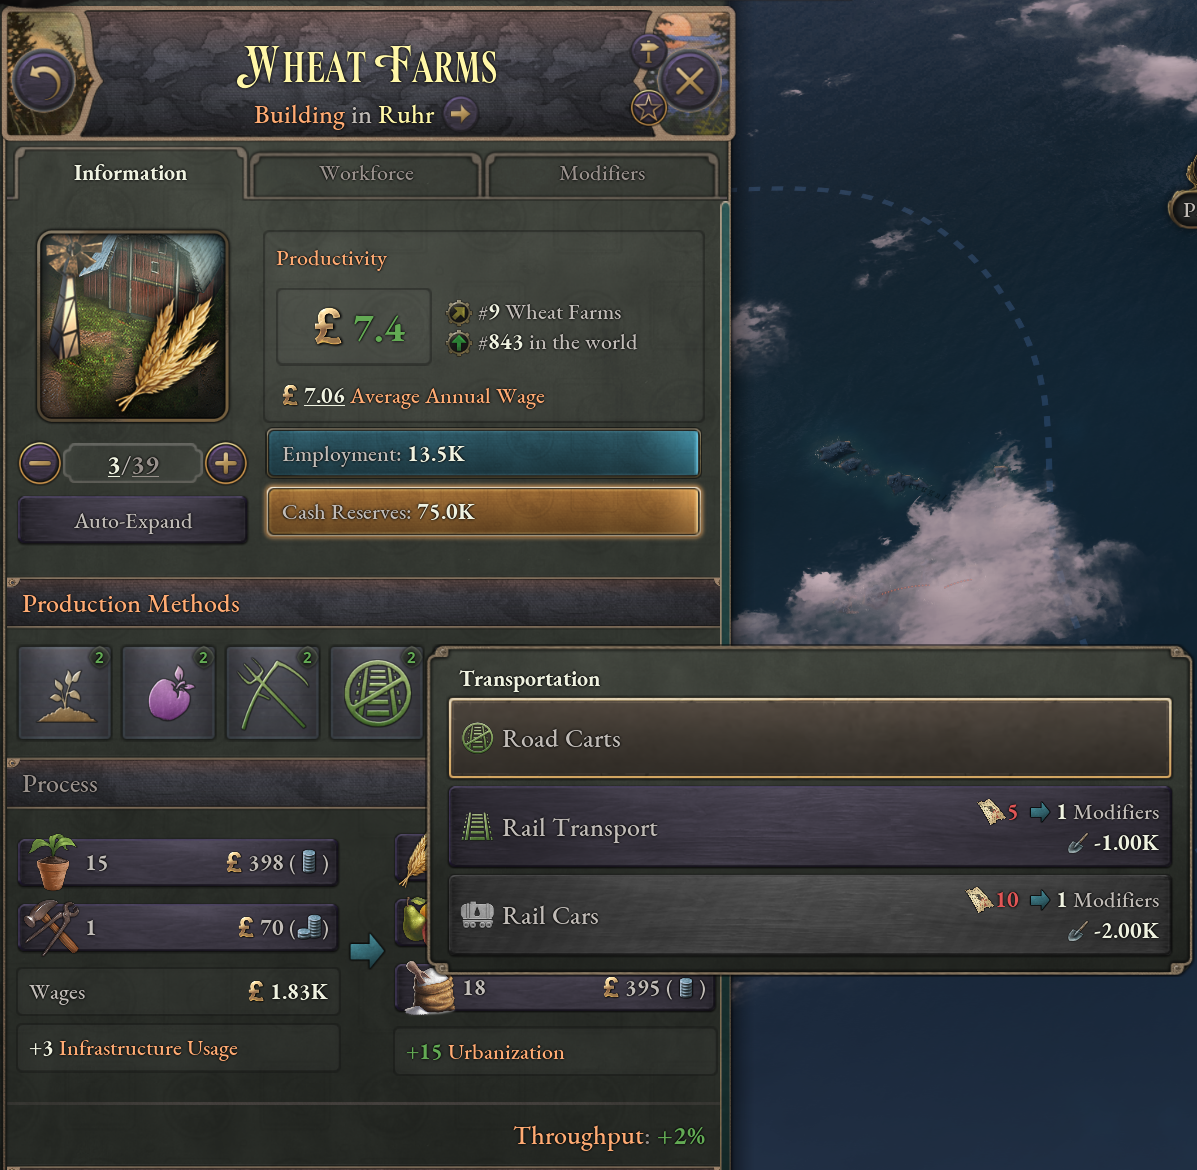 WHEAT FARMS
Building in Ruhr
Information
Workforce
Modifiers
Productivity
£ 7.4
#9 Wheat Farms
#843 in the world
£ 7.06 Average Annual Wage
3/39
Employment: 13.5K
Cash Reserves: 75.0K
Auto-Expand
Production Methods
2
2
2
2
Transportation
Road Carts
Rail Transport
5 1 Modifiers
-1.00K
Rail Cars
10 1 Modifiers
-2.00K
Process
15 £ 398 ( )
1 £ 70 ( )
Wages £ 1.83K
+3 Infrastructure Usage
18 £ 395 ( )
+15 Urbanization
Throughput: +2%
P